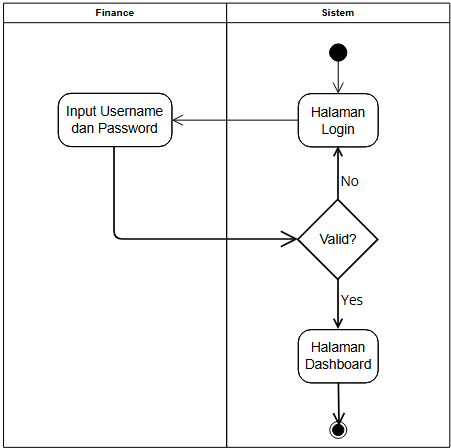 Finance
Sistem
Halaman
Login
Input Username
dan Password
No
Valid?
Yes
Halaman
Dashboard